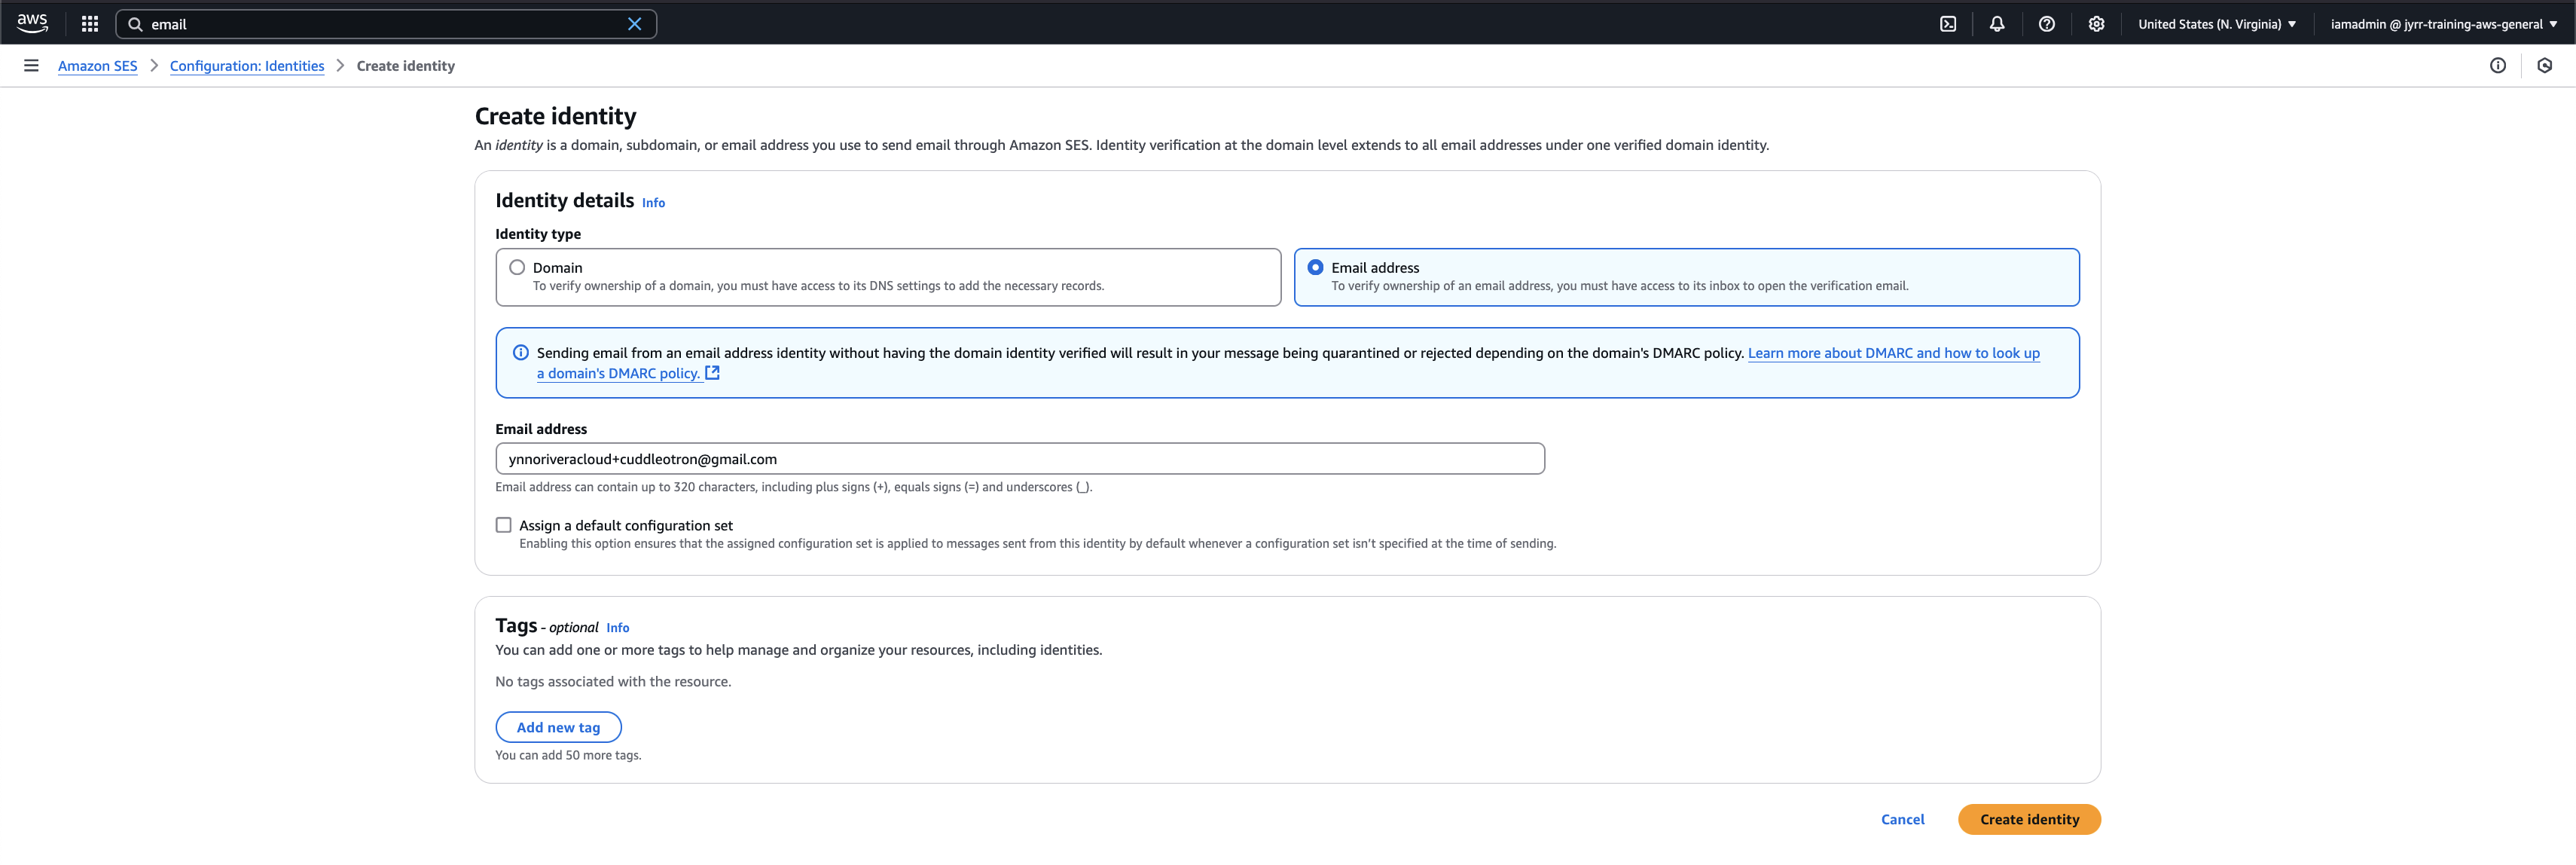 aws
email
United States (N. Virginia)
iamadmin @ jyrr-training-aws-general
Amazon SES
Configuration: Identities
Create identity
Create identity
An identity is a domain, subdomain, or email address you use to send email through Amazon SES. Identity verification at the domain level extends to all email addresses under one verified domain identity.
Identity details Info
Identity type
Domain
To verify ownership of a domain, you must have access to its DNS settings to add the necessary records.
Email address
To verify ownership of an email address, you must have access to its inbox to open the verification email.
Sending email from an email address identity without having the domain identity verified will result in your message being quarantined or rejected depending on the domain's DMARC policy. Learn more about DMARC and how to look up
a domain's DMARC policy.
Email address
ynnoriveracloud+cuddleotron@gmail.com
Email address can contain up to 320 characters, including plus signs (+), equals signs (=) and underscores (_).
Assign a default configuration set
Enabling this option ensures that the assigned configuration set is applied to messages sent from this identity by default whenever a configuration set isn't specified at the time of sending.
Tags - optional Info
You can add one or more tags to help manage and organize your resources, including identities.
No tags associated with the resource.
Add new tag
You can add 50 more tags.
Cancel
Create identity